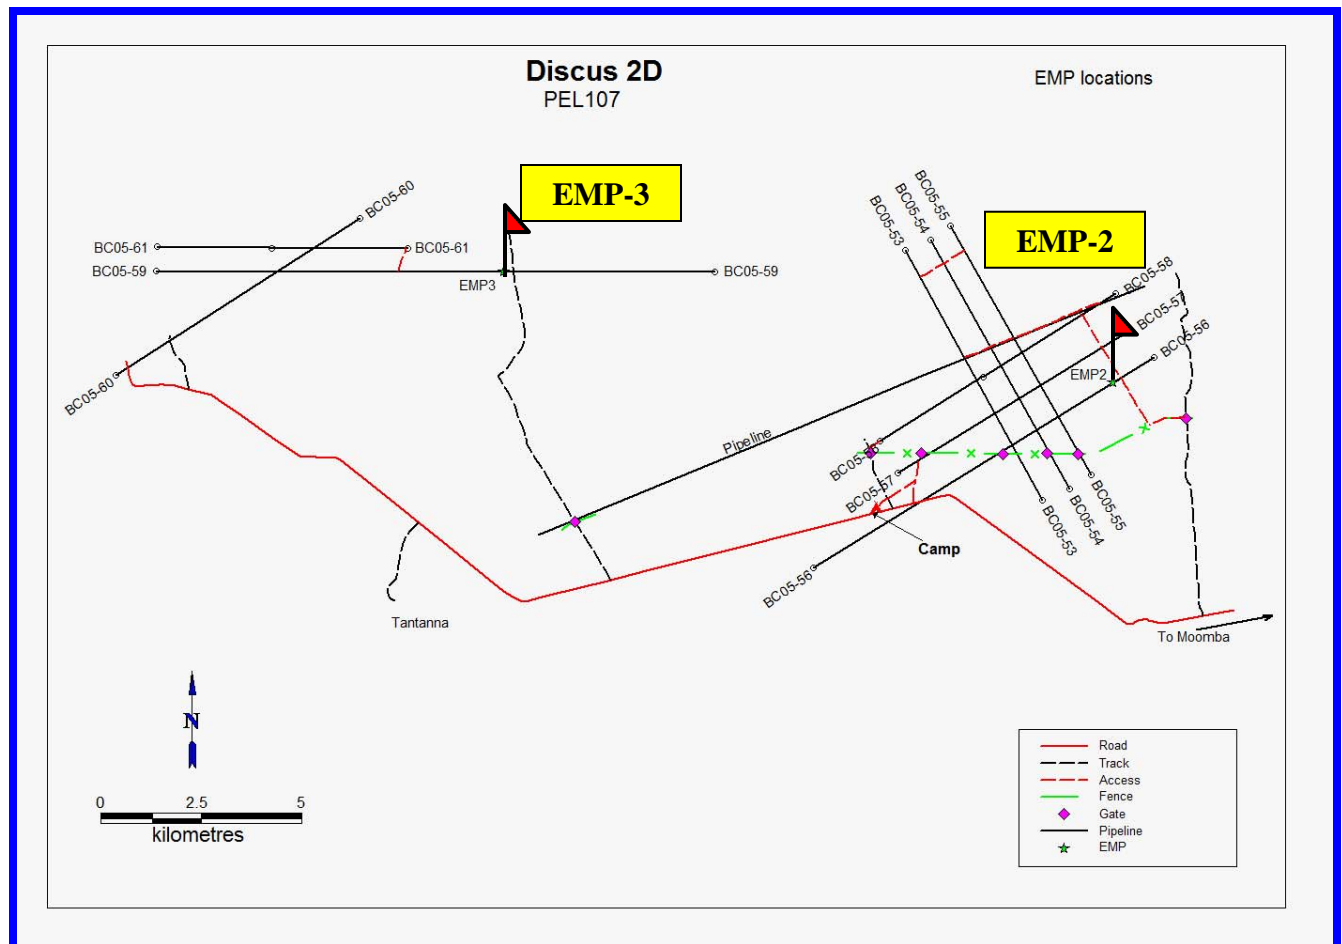 Discus 2D
PEL107
EMP locations
EMP-3
EMP-2
BC05-60
BC05-61
BC05-61
BC05-59
BC05-59
EMP3
BC05-60
BC05-53
BC05-54
BC05-55
BC05-58
BC05-57
BC05-56
EMP2
Pipeline
BC05-58
BC05-57
BC05-56
BC05-53
BC05-54
BC05-55
Camp
Tantanna
To Moomba
N
0 2.5 5
kilometres
Road
Track
Access
Fence
Gate
Pipeline
EMP